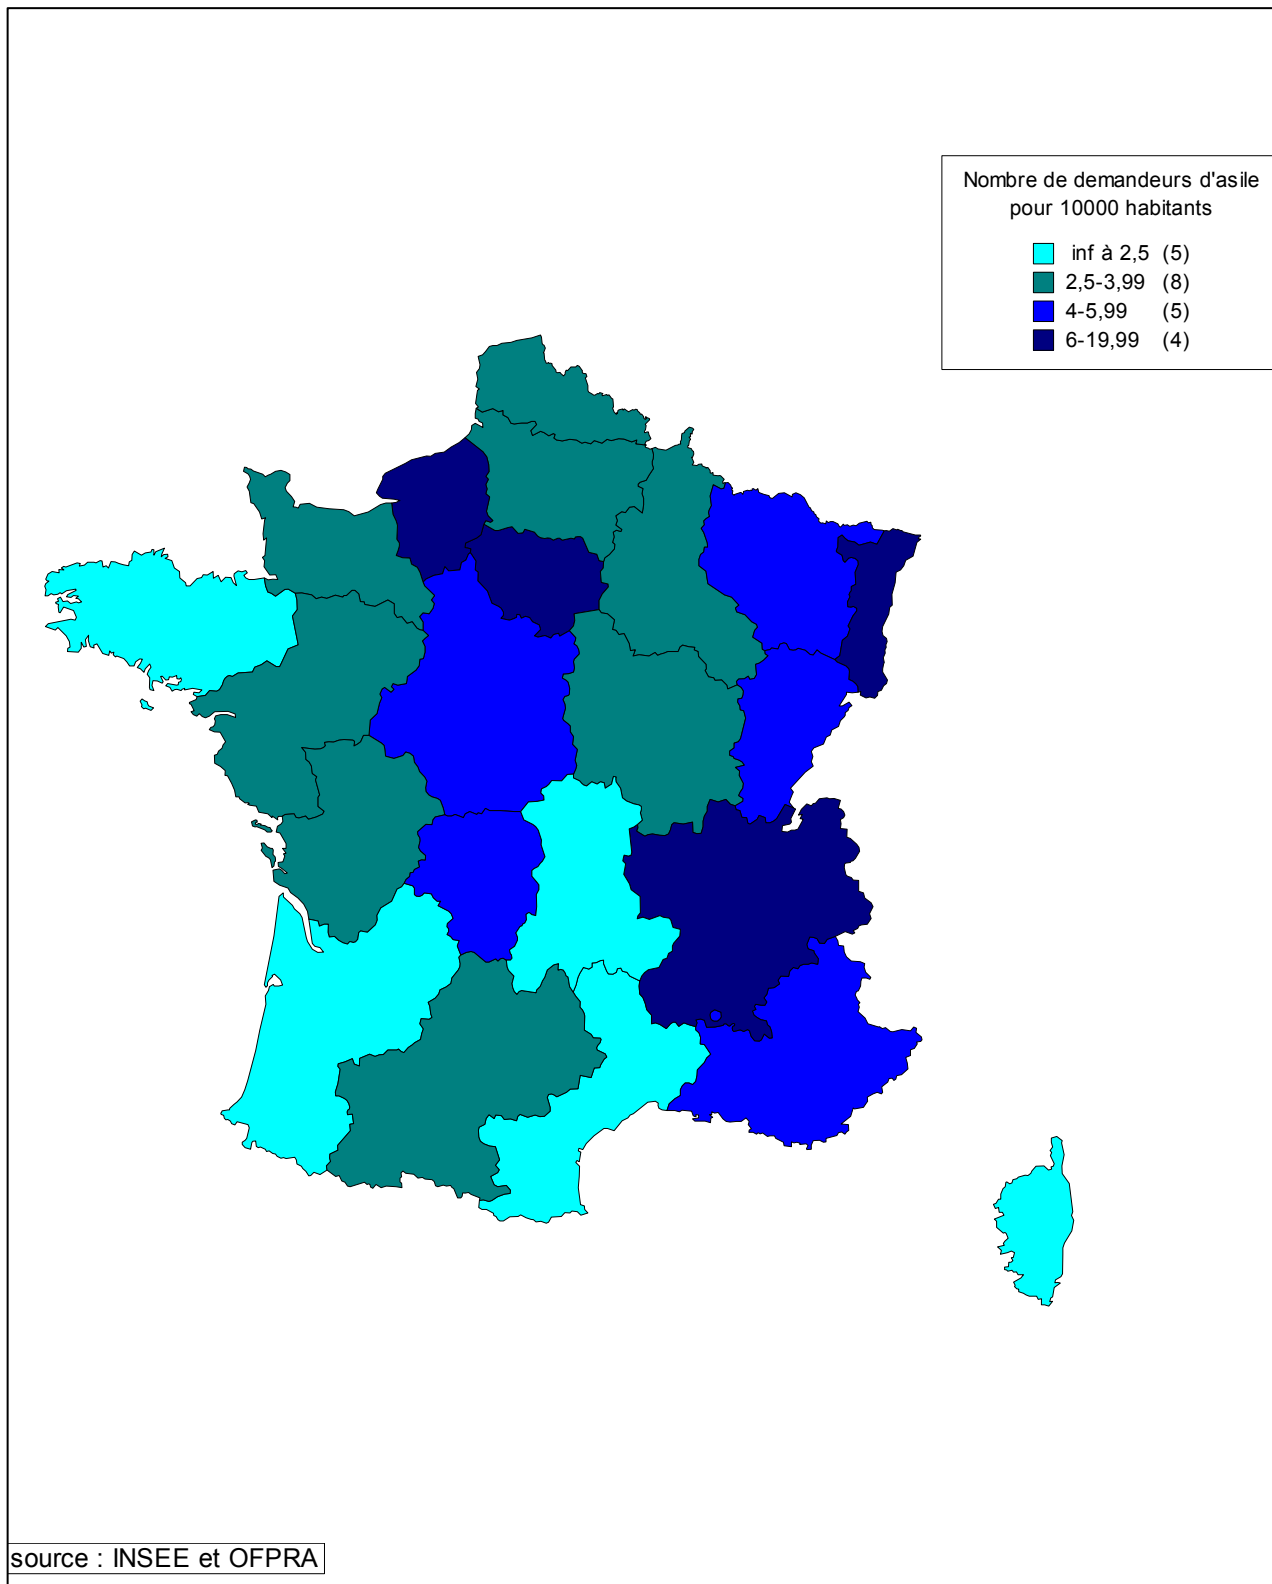 Nombre de demandeurs d'asile
pour 10000 habitants
inf à 2,5 (5)
2,5-3,99 (8)
4-5,99 (5)
6-19,99 (4)
source : INSEE et OFPRA